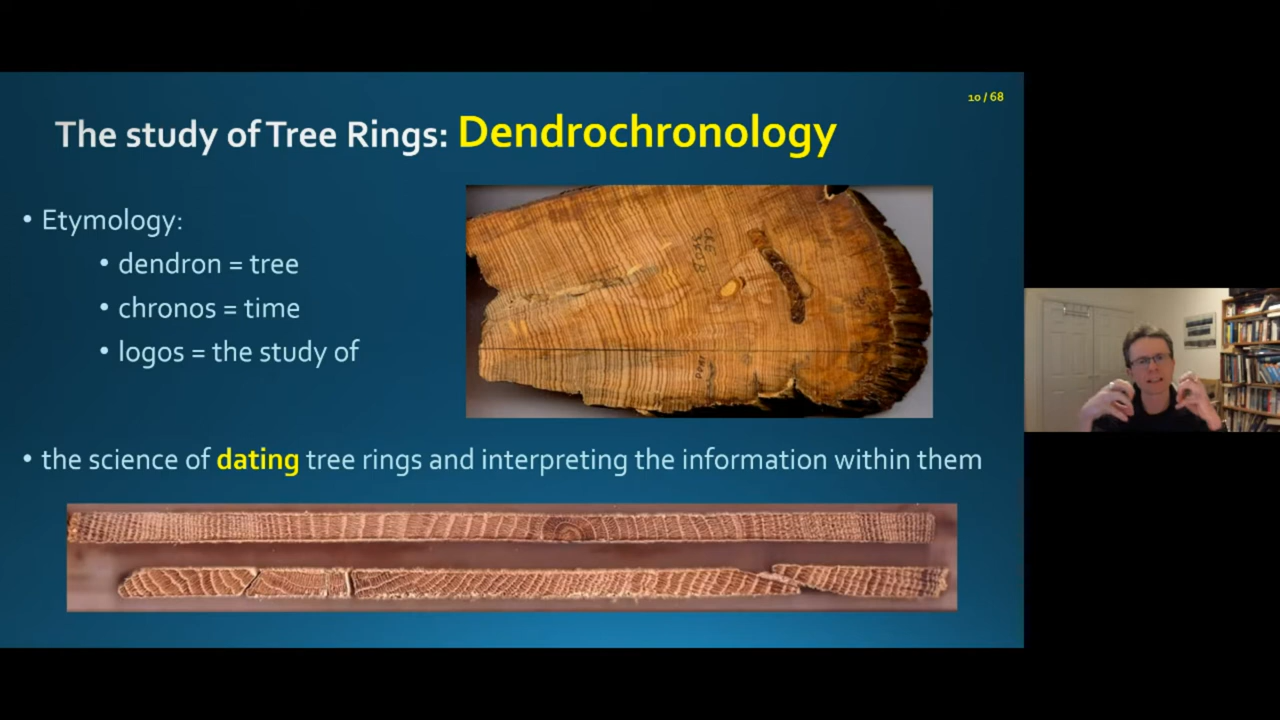 10 / 68
The study of Tree Rings: Dendrochronology
• Etymology:
• dendron = tree
• chronos = time
• logos = the study of
• the science of dating tree rings and interpreting the information within them